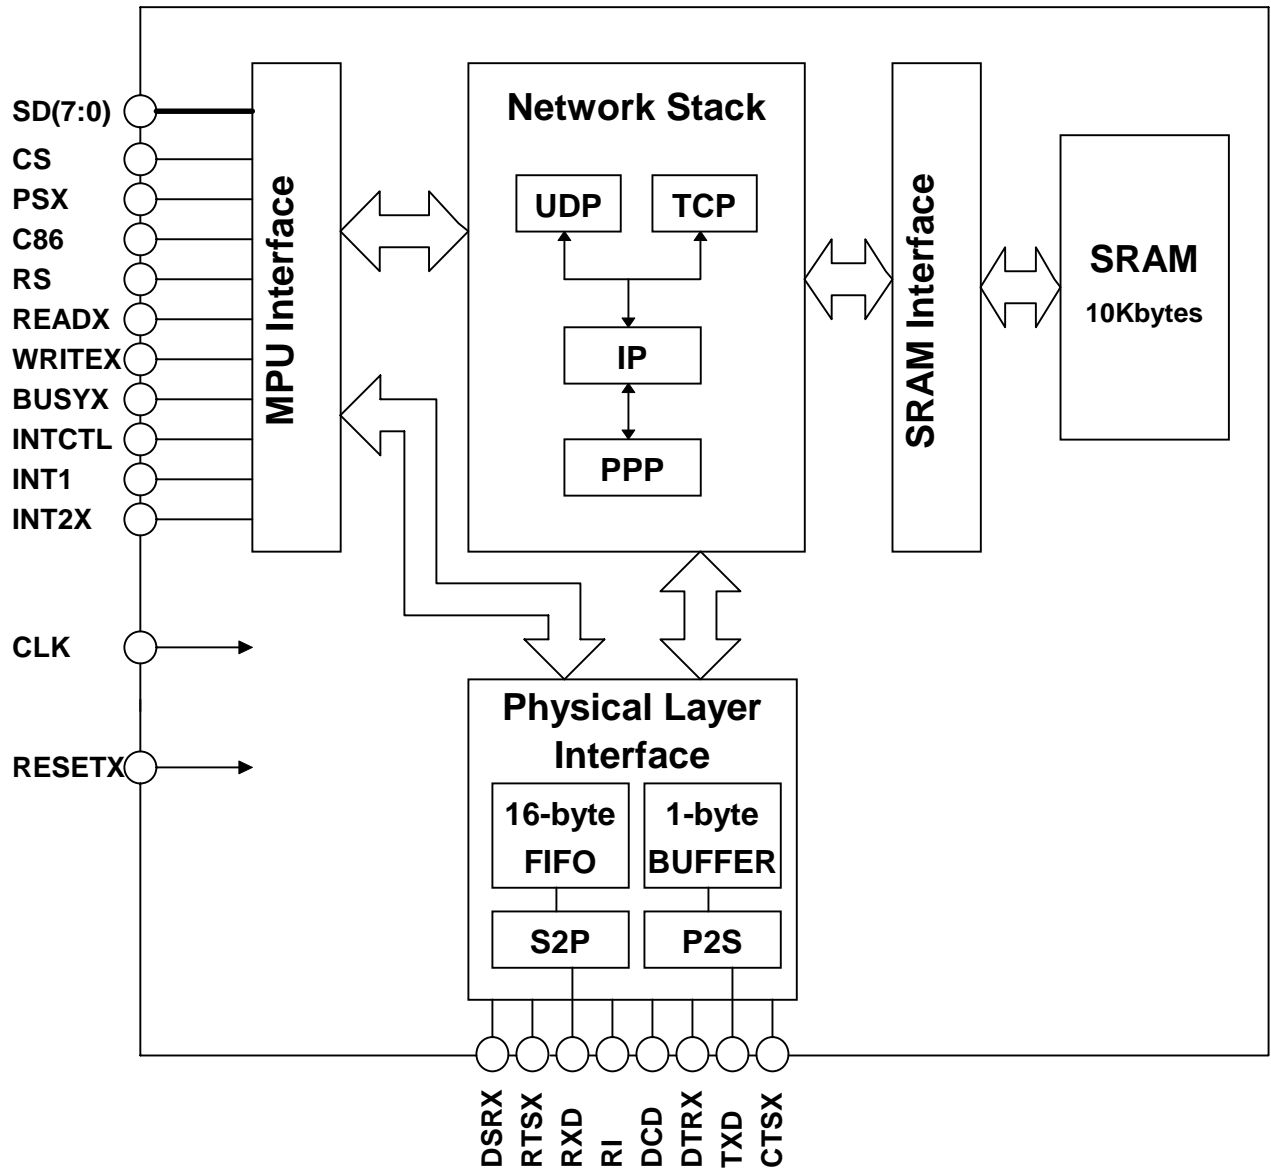 SD(7:0)
CS
PSX
C86
RS
READX
WRITEX
BUSYX
INTCTL
INT1
INT2X
CLK
RESETX
MPU Interface
Network Stack
UDP
TCP
IP
PPP
SRAM Interface
SRAM
10Kbytes
Physical Layer
Interface
16-byte
FIFO
1-byte
BUFFER
S2P
P2S
DSRX
RTSX
RXD
RI
DCD
DTRX
TXD
CTSX